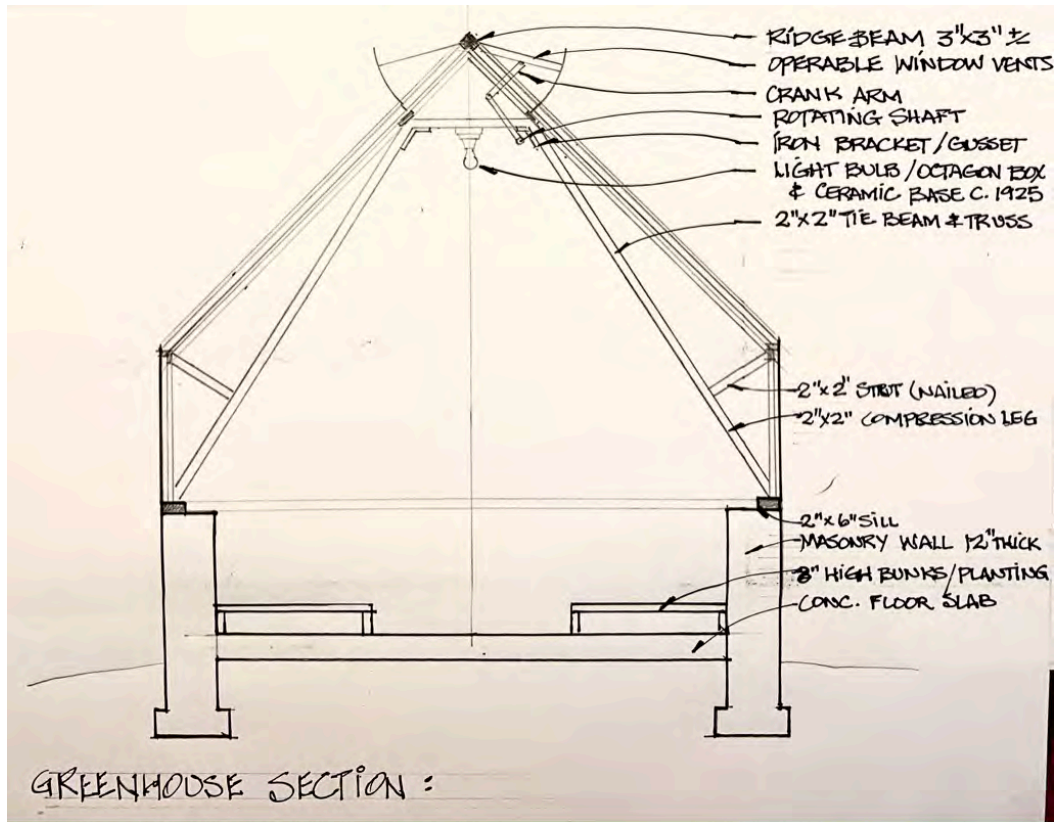 RIDGE BEAM 3"x3" ±
OPERABLE WINDOW VENTS
CRANK ARM
ROTATING SHAFT
IRON BRACKET/GUSSET
LIGHT BULB/OCTAGON BOX
& CERAMIC BASE C. 1925
2"x2" TIE BEAM & TRUSS
2"x2" STRUT (NAILED)
2"x2" COMPRESSION LEG
2"x6" SILL
MASONRY WALL 12" THICK
8" HIGH BUNKS/PLANTING
CONC. FLOOR SLAB
GREENHOUSE SECTION :